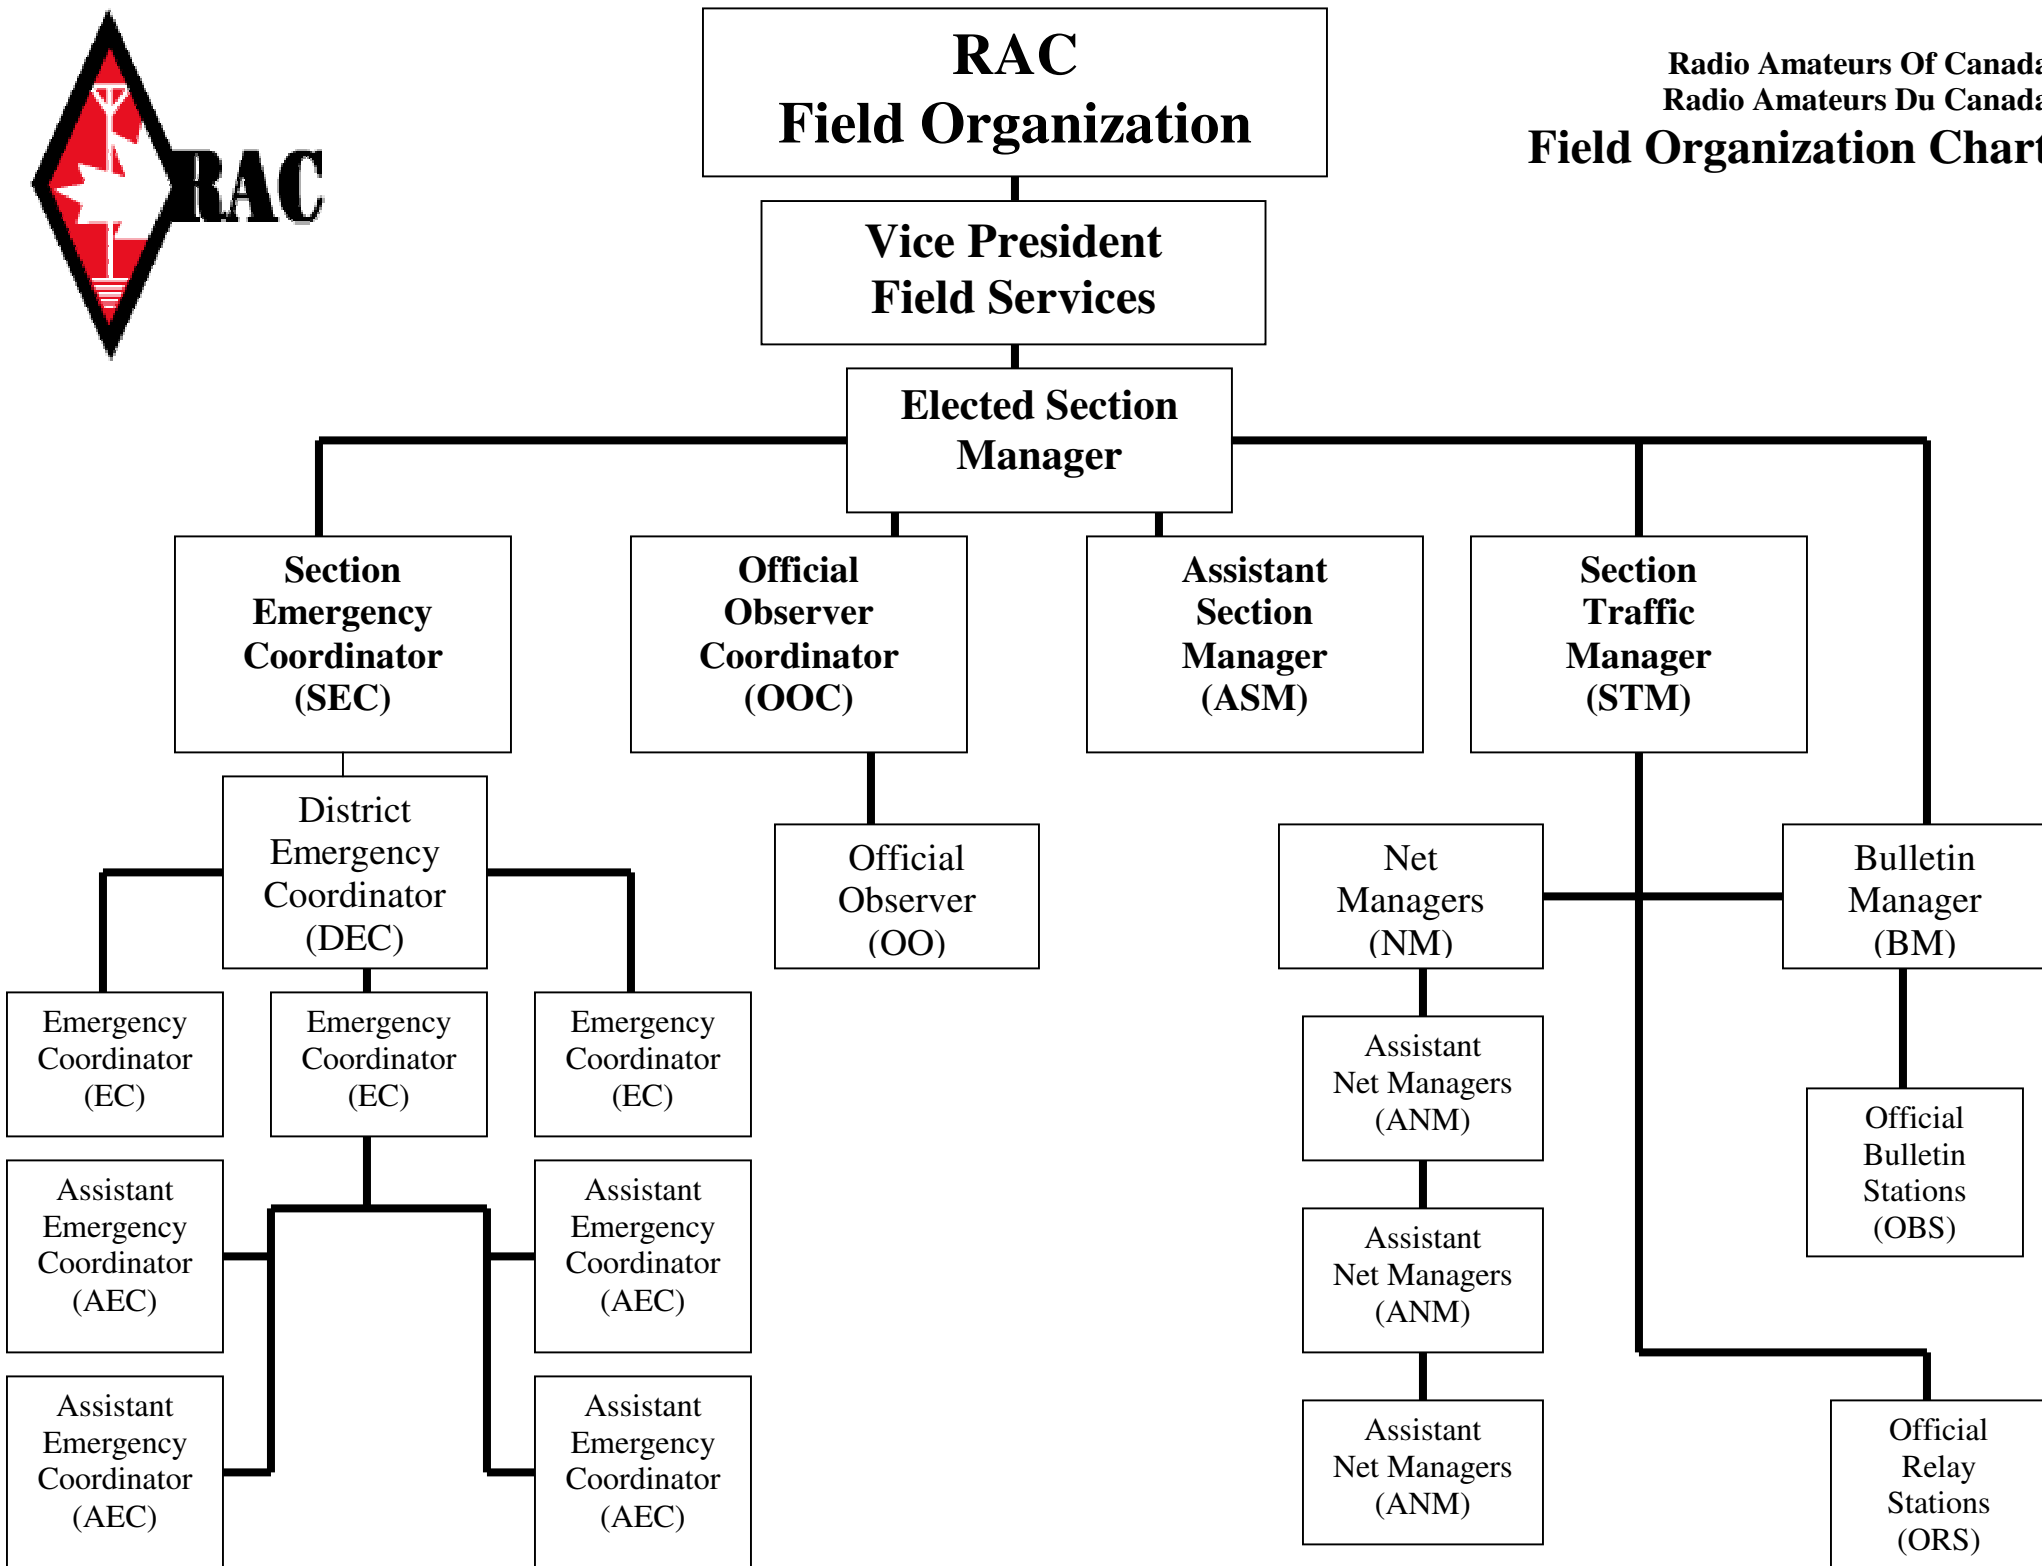 RAC
RAC
Field Organization
Radio Amateurs Of Canada
Radio Amateurs Du Canada
Field Organization Chart
Vice President
Field Services
Elected Section
Manager
Section
Emergency
Coordinator
(SEC)
Official
Observer
Coordinator
(OOC)
Assistant
Section
Manager
(ASM)
Section
Traffic
Manager
(STM)
District
Emergency
Coordinator
(DEC)
Official
Observer
(OO)
Net
Managers
(NM)
Bulletin
Manager
(BM)
Emergency
Coordinator
(EC)
Emergency
Coordinator
(EC)
Emergency
Coordinator
(EC)
Assistant
Net Managers
(ANM)
Official
Bulletin
Stations
(OBS)
Assistant
Emergency
Coordinator
(AEC)
Assistant
Emergency
Coordinator
(AEC)
Assistant
Net Managers
(ANM)
Assistant
Emergency
Coordinator
(AEC)
Assistant
Emergency
Coordinator
(AEC)
Assistant
Net Managers
(ANM)
Official
Relay
Stations
(ORS)